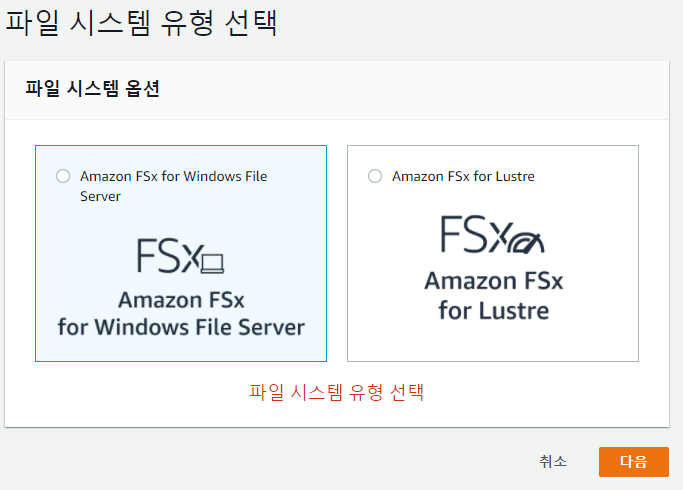 파일 시스템 유형 선택
파일 시스템 옵션
Amazon FSx for Windows File
Server
FSx
Amazon FSx
for Windows File Server
Amazon FSx for Lustre
FSx
Amazon FSx
for Lustre
파일 시스템 유형 선택
취소
다음